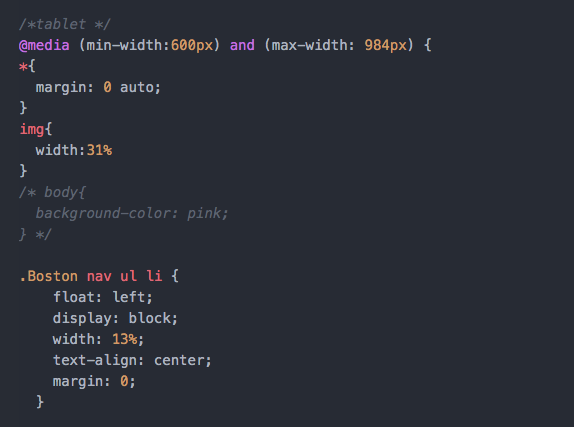 /*tablet */
@media (min-width:600px) and (max-width: 984px) {
*{
  margin: 0 auto;
}
img{
  width:31%
}
/* body{
  background-color: pink;
} */

.Boston nav ul li {
    float: left;
    display: block;
    width: 13%;
    text-align: center;
    margin: 0;
  }